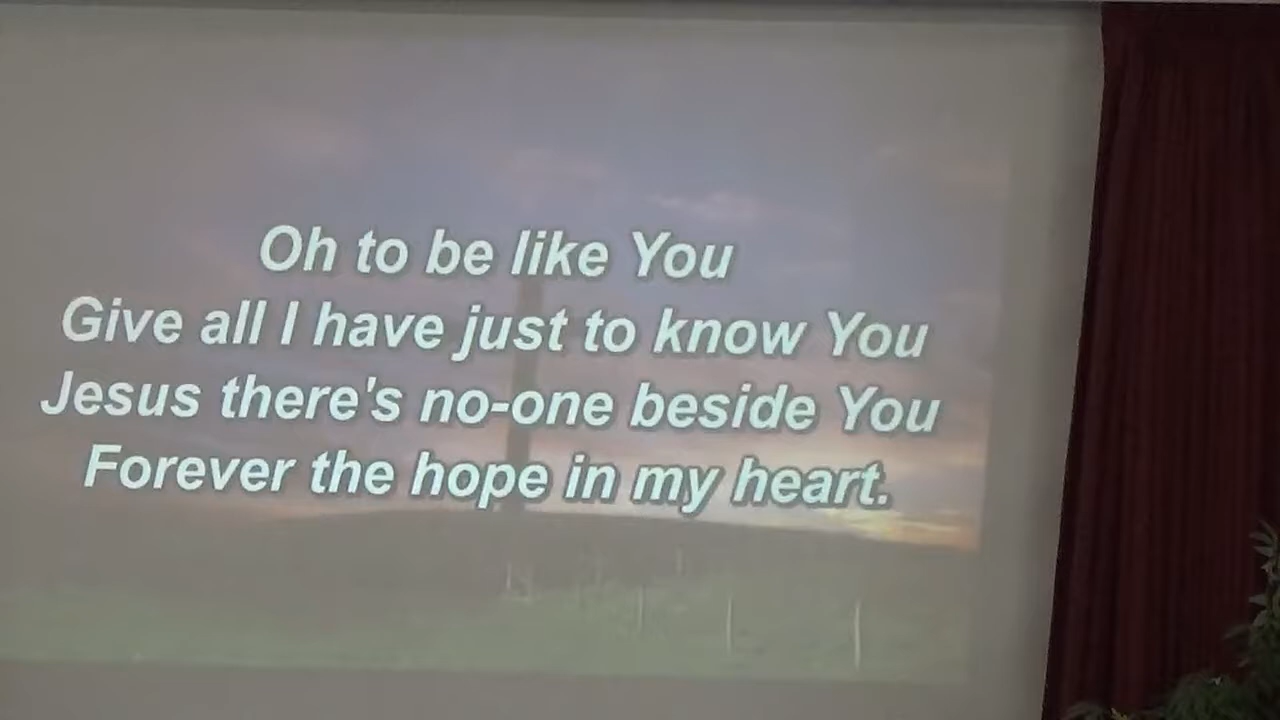 Oh to be like You
Give all I have just to know You
Jesus there's no-one beside You
Forever the hope in my heart.